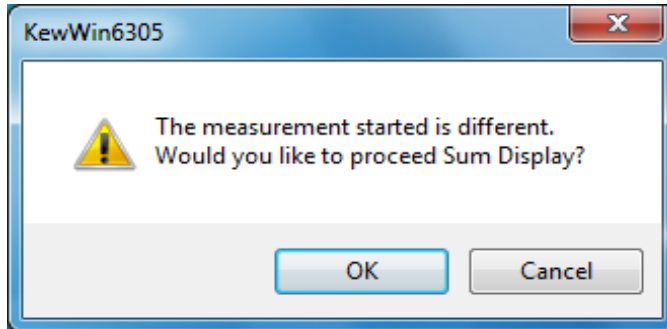 KewWin6305
The measurement started is different.
Would you like to proceed Sum Display?
OK
Cancel